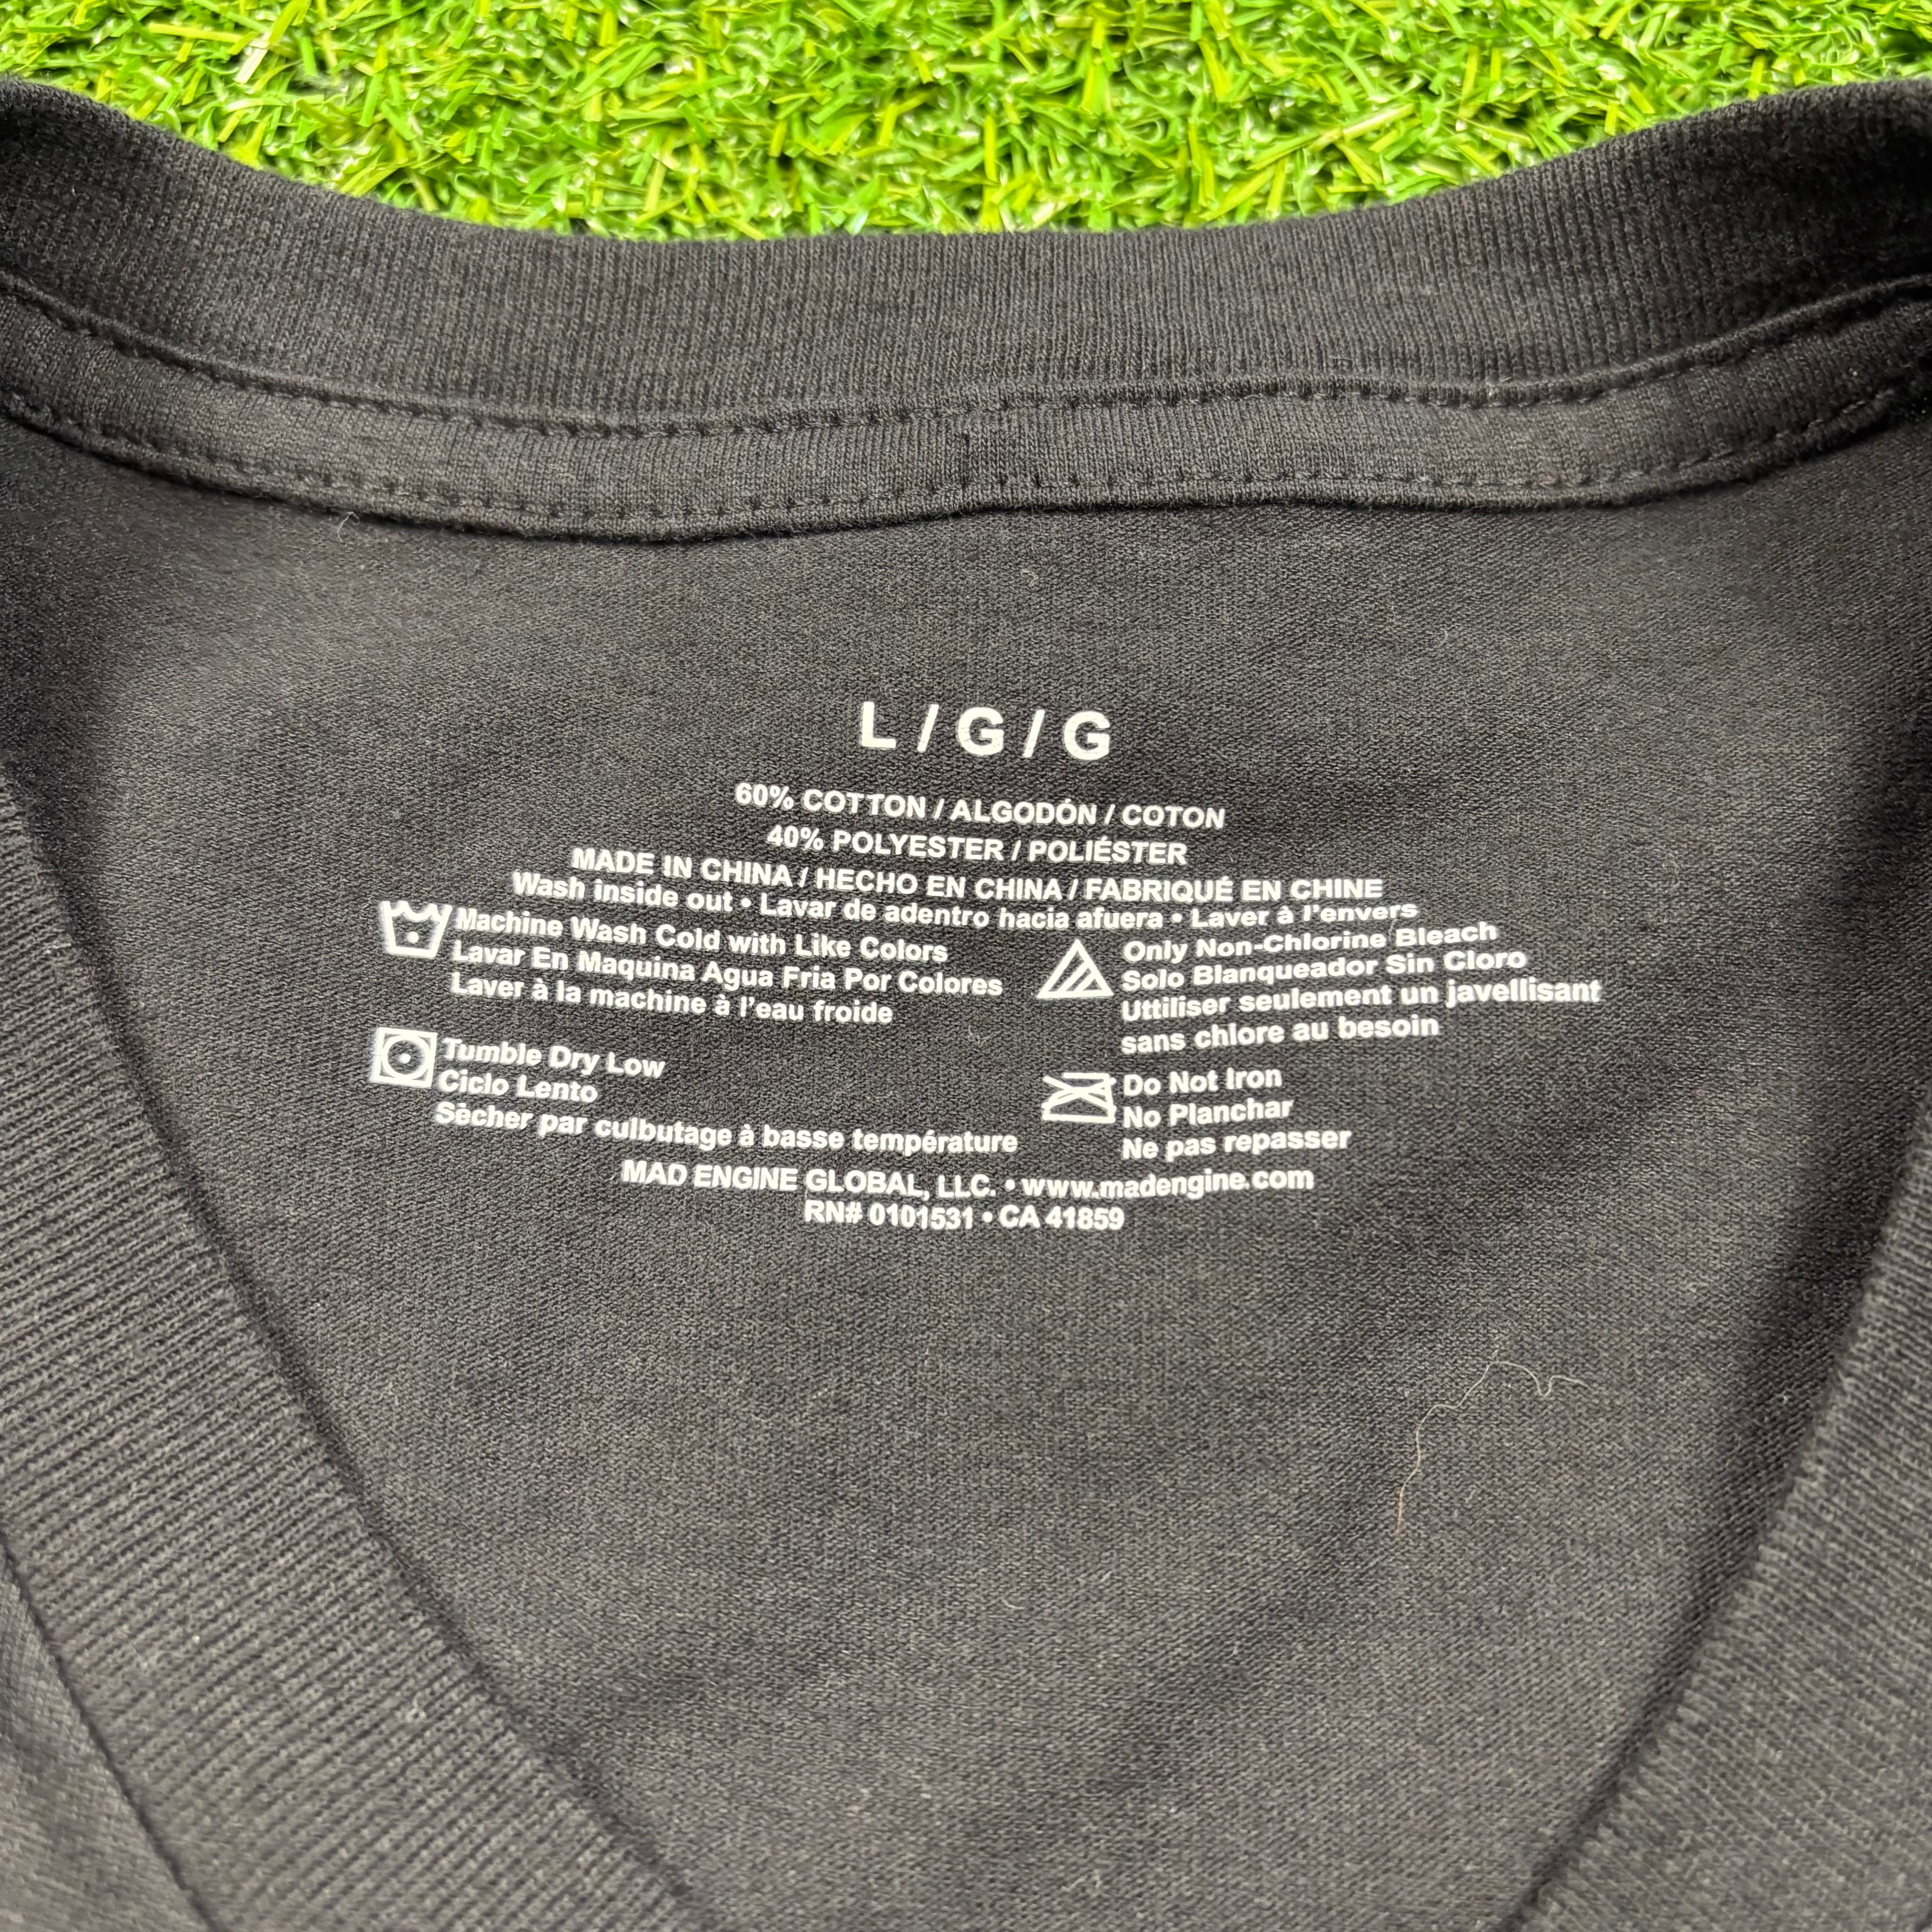 L / G / G
60% COTTON / ALGODÓN / COTON
40% POLYESTER / POLIÉSTER
MADE IN CHINA / HECHO EN CHINA / FABRIQUÉ EN CHINE
Wash inside out • Lavar de adentro hacia afuera • Laver à l'envers
Machine Wash Cold with Like Colors
Lavar En Maquina Agua Fria Por Colores
Laver à la machine à l'eau froide
Only Non-Chlorine Bleach
Solo Blanqueador Sin Cloro
Uttiliser seulement un javellisant
sans chlore au besoin
Tumble Dry Low
Ciclo Lento
Sècher par culbutage à basse température
Do Not Iron
No Planchar
Ne pas repasser
MAD ENGINE GLOBAL, LLC. • www.madengine.com
RN# 0101531 • CA 41859